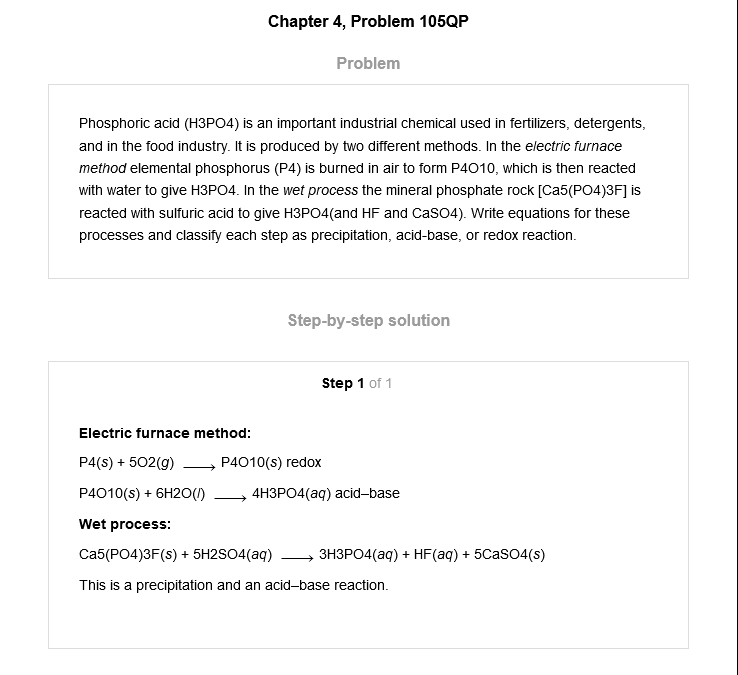 Chapter 4, Problem 105QP
Problem
Phosphoric acid (H3PO4) is an important industrial chemical used in fertilizers, detergents,
and in the food industry. It is produced by two different methods. In the electric furnace
method elemental phosphorus (P4) is burned in air to form P4O10, which is then reacted
with water to give H3PO4. In the wet process the mineral phosphate rock [Ca5(PO4)3F] is
reacted with sulfuric acid to give H3PO4(and HF and CaSO4). Write equations for these
processes and classify each step as precipitation, acid-base, or redox reaction.
Step-by-step solution
Step 1 of 1
Electric furnace method:
P4(s) + 5O2(g) ⟶ P4O10(s) redox
P4O10(s) + 6H2O(l) ⟶ 4H3PO4(aq) acid–base
Wet process:
Ca5(PO4)3F(s) + 5H2SO4(aq) ⟶ 3H3PO4(aq) + HF(aq) + 5CaSO4(s)
This is a precipitation and an acid–base reaction.